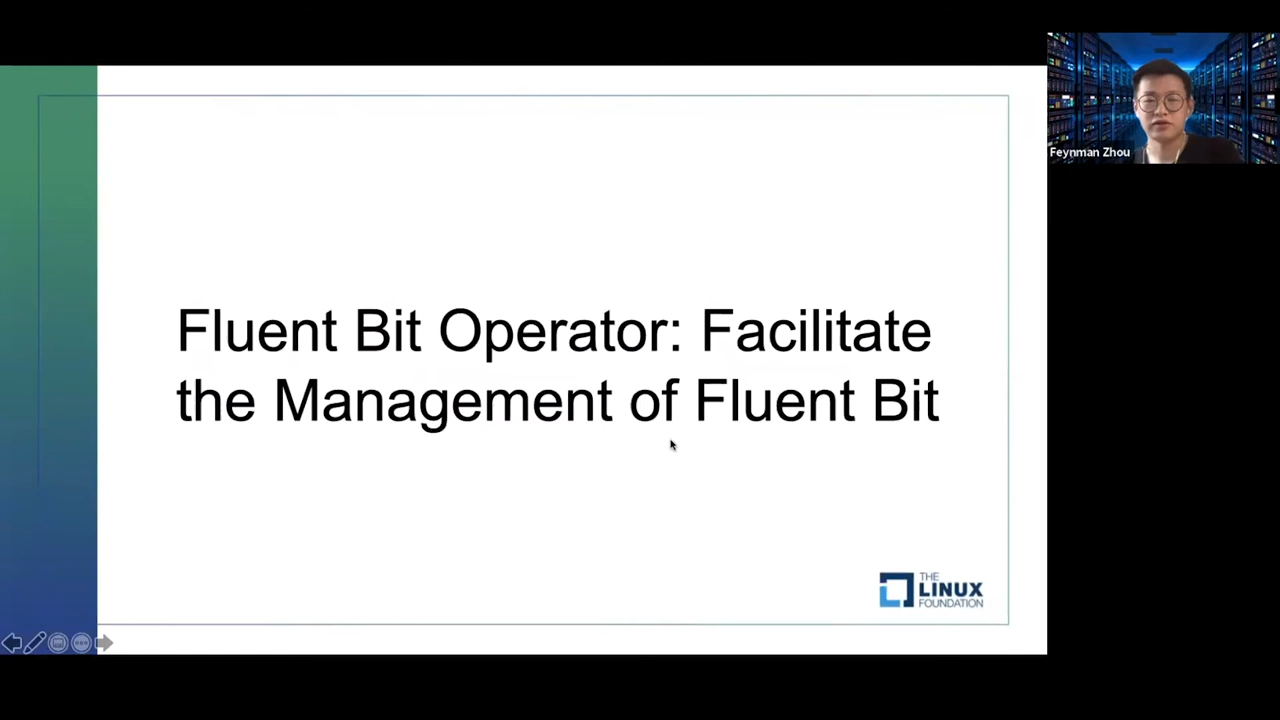 Fluent Bit Operator: Facilitate
the Management of Fluent Bit
THE
LINUX
FOUNDATION
Feynman Zhou